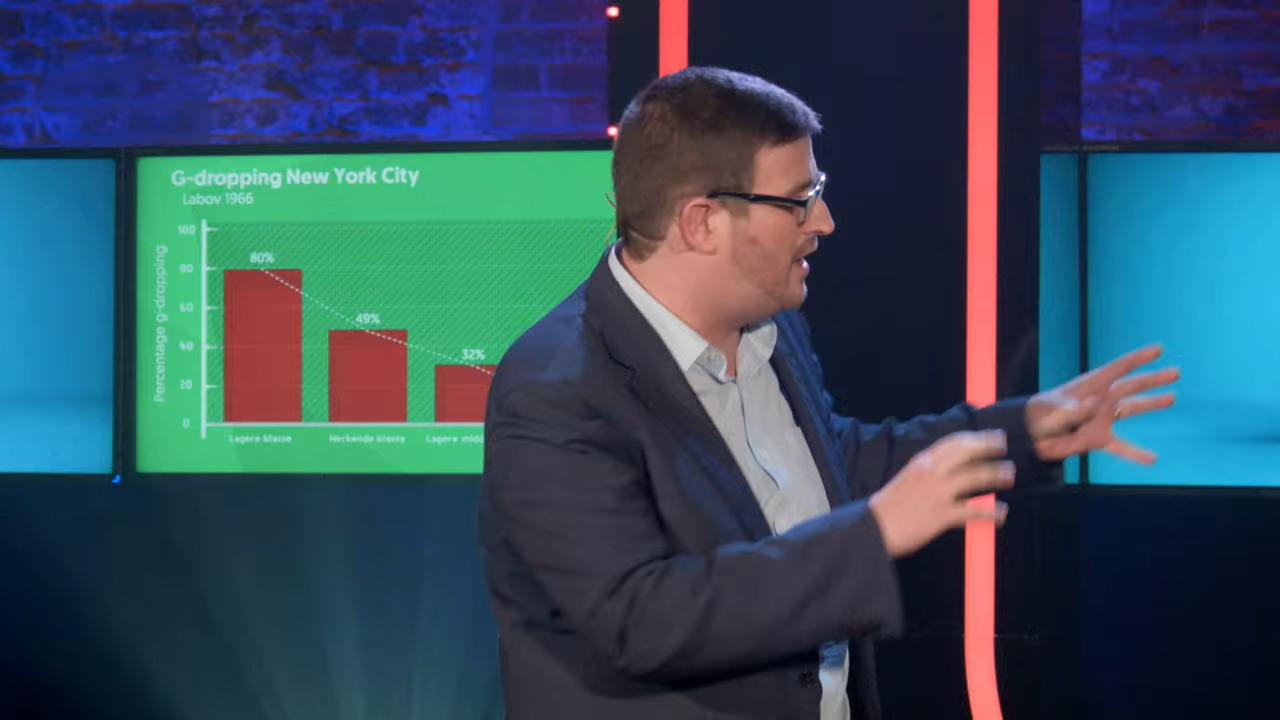 G-dropping New York City
Labov 1966
Percentage g-dropping
100
80
60
40
20
0
80%
49%
32%
Lagere klasse
Werkende klasse
Lagere